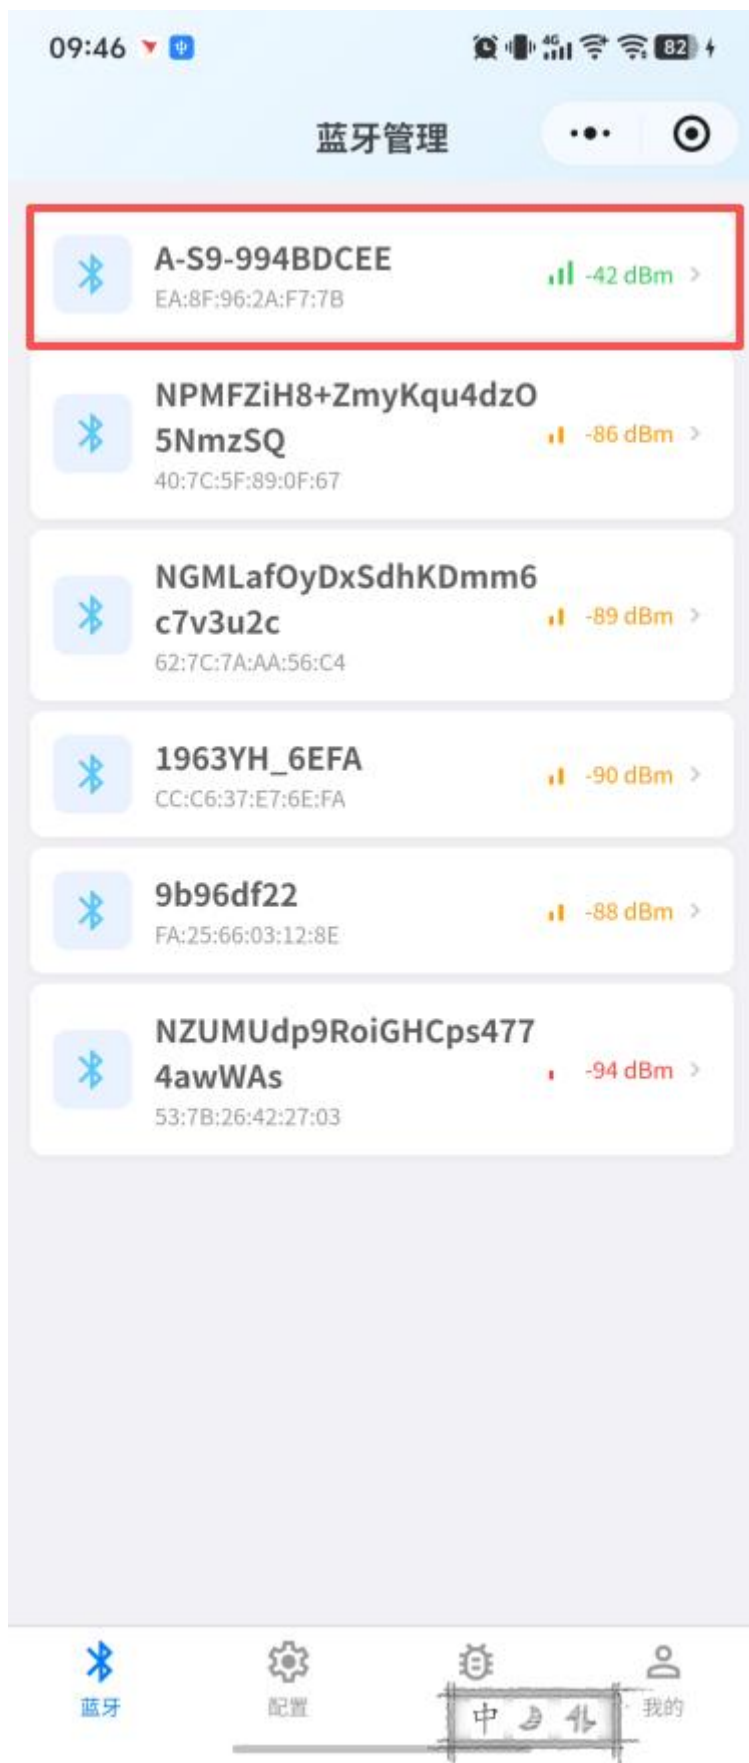 09:46
4G
82
蓝牙管理
A-S9-994BDCEE
EA:8F:96:2A:F7:7B
-42 dBm
NPMFZiH8+ZmyKqu4dzO
5NmzSQ
-86 dBm
40:7C:5F:89:0F:67
NGMLafOyDxSdhKDmm6
c7v3u2c
-89 dBm
62:7C:7A:AA:56:C4
1963YH_6EFA
CC:C6:37:E7:6E:FA
-90 dBm
9b96df22
FA:25:66:03:12:8E
-88 dBm
NZUMUdp9RoiGHCps477
4awWAs
-94 dBm
53:7B:26:42:27:03
蓝牙
配置
中
我的